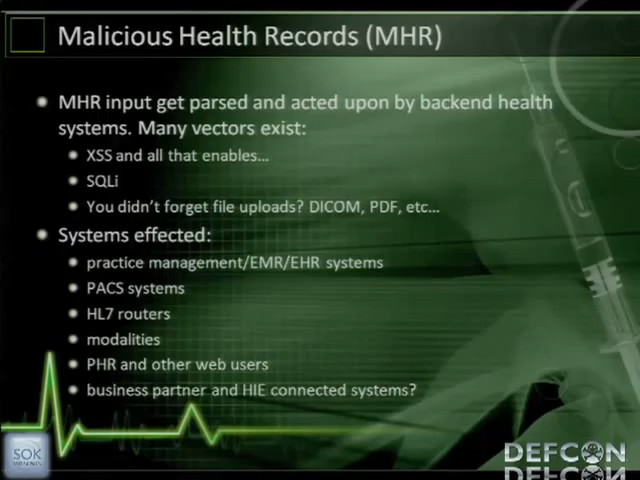 Malicious Health Records (MHR)
MHR input get parsed and acted upon by backend health
systems. Many vectors exist:
XSS and all that enables…
SQLi
You didn't forget file uploads? DICOM, PDF, etc…
Systems effected:
practice management/EMR/EHR systems
PACS systems
HL7 routers
modalities
PHR and other web users
business partner and HIE connected systems?
SOK
DEFCON
DEFCON